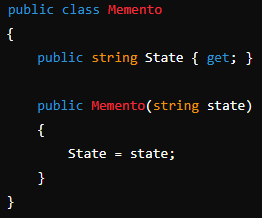 public class Memento
{
    public string State { get; }

    public Memento(string state)
    {
        State = state;
    }
}